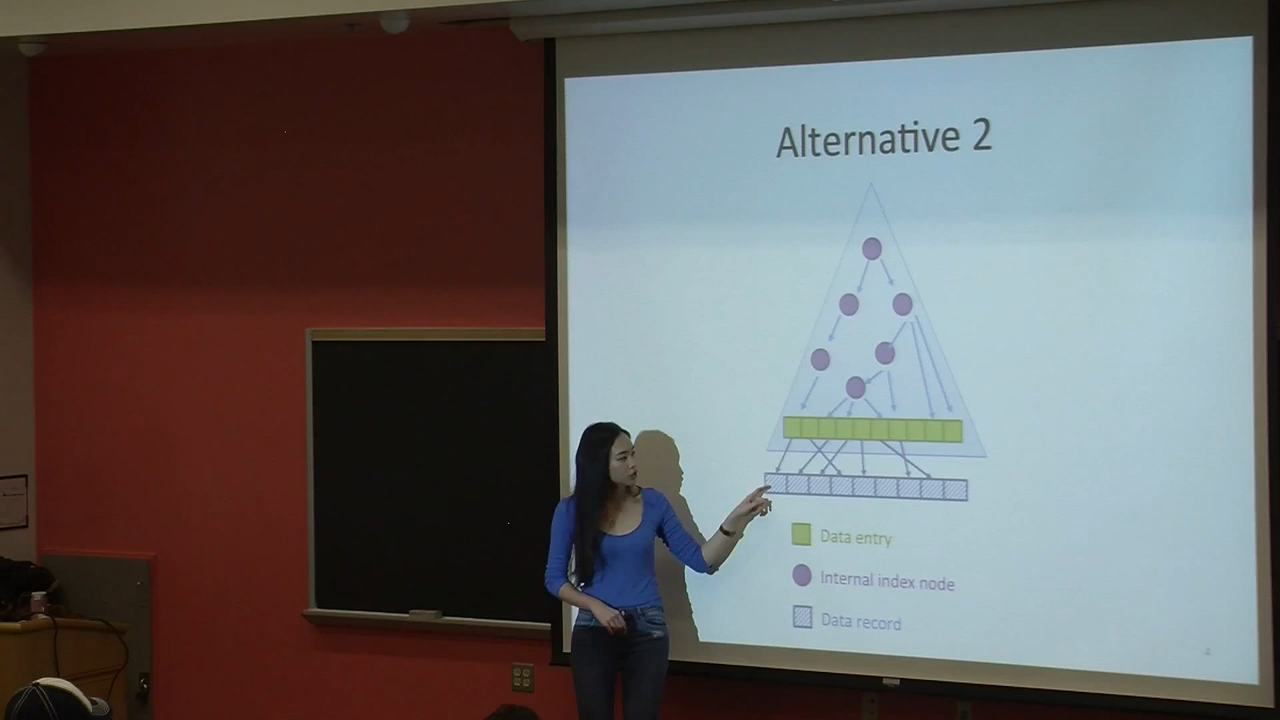 Alternative 2
Data entry
Internal index node
Data record